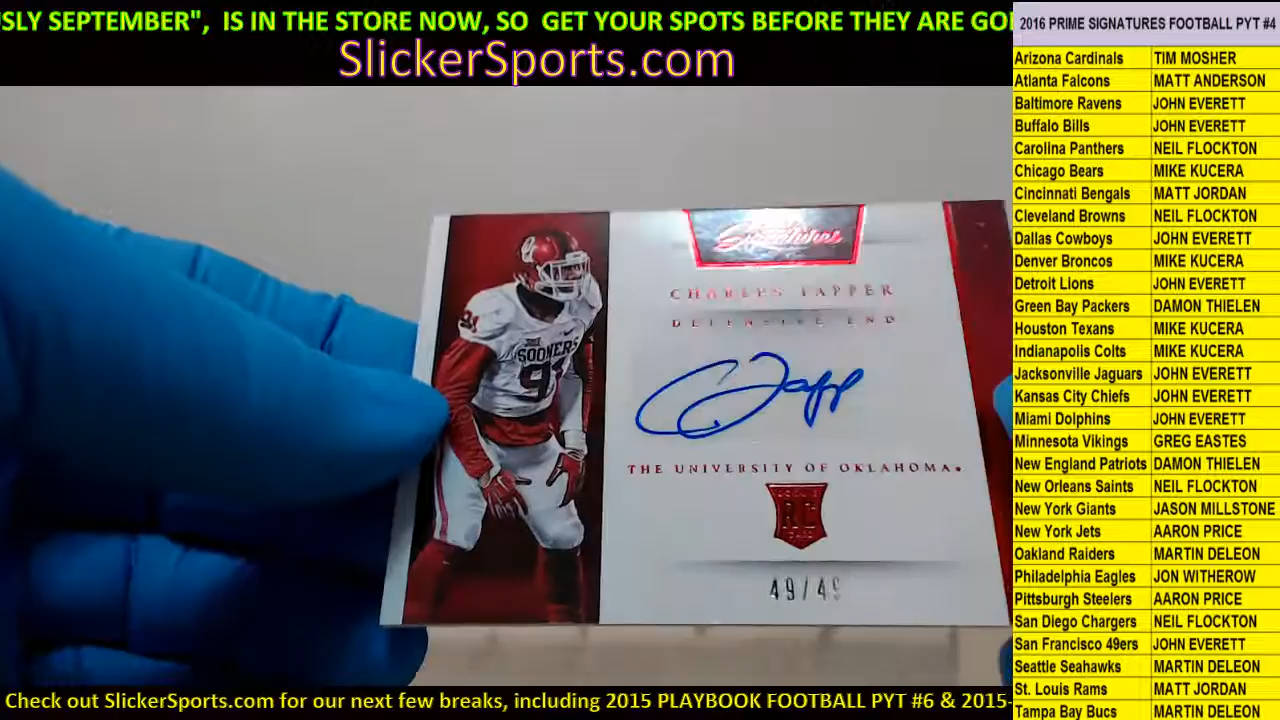 SLY SEPTEMBER", IS IN THE STORE NOW, SO GET YOUR SPOTS BEFORE THEY ARE GO
SlickerSports.com
Signatures
CHARLES TAPPER
DEFENSIVE END
SOONERS
91
THE UNIVERSITY OF OKLAHOMA.
RC
49/49
Check out SlickerSports.com for our next few breaks, including 2015 PLAYBOOK FOOTBALL PYT #6 & 2015-
2016 PRIME SIGNATURES FOOTBALL PYT #4
Arizona Cardinals TIM MOSHER
Atlanta Falcons MATT ANDERSON
Baltimore Ravens JOHN EVERETT
Buffalo Bills JOHN EVERETT
Carolina Panthers NEIL FLOCKTON
Chicago Bears MIKE KUCERA
Cincinnati Bengals MATT JORDAN
Cleveland Browns NEIL FLOCKTON
Dallas Cowboys JOHN EVERETT
Denver Broncos MIKE KUCERA
Detroit LIons JOHN EVERETT
Green Bay Packers DAMON THIELEN
Houston Texans MIKE KUCERA
Indianapolis Colts MIKE KUCERA
Jacksonville Jaguars JOHN EVERETT
Kansas City Chiefs JOHN EVERETT
Miami Dolphins JOHN EVERETT
Minnesota Vikings GREG EASTES
New England Patriots DAMON THIELEN
New Orleans Saints NEIL FLOCKTON
New York Giants JASON MILLSTONE
New York Jets AARON PRICE
Oakland Raiders MARTIN DELEON
Philadelphia Eagles JON WITHEROW
Pittsburgh Steelers AARON PRICE
San Diego Chargers NEIL FLOCKTON
San Francisco 49ers JOHN EVERETT
Seattle Seahawks MARTIN DELEON
St. Louis Rams MATT JORDAN
Tampa Bay Bucs MARTIN DELEON